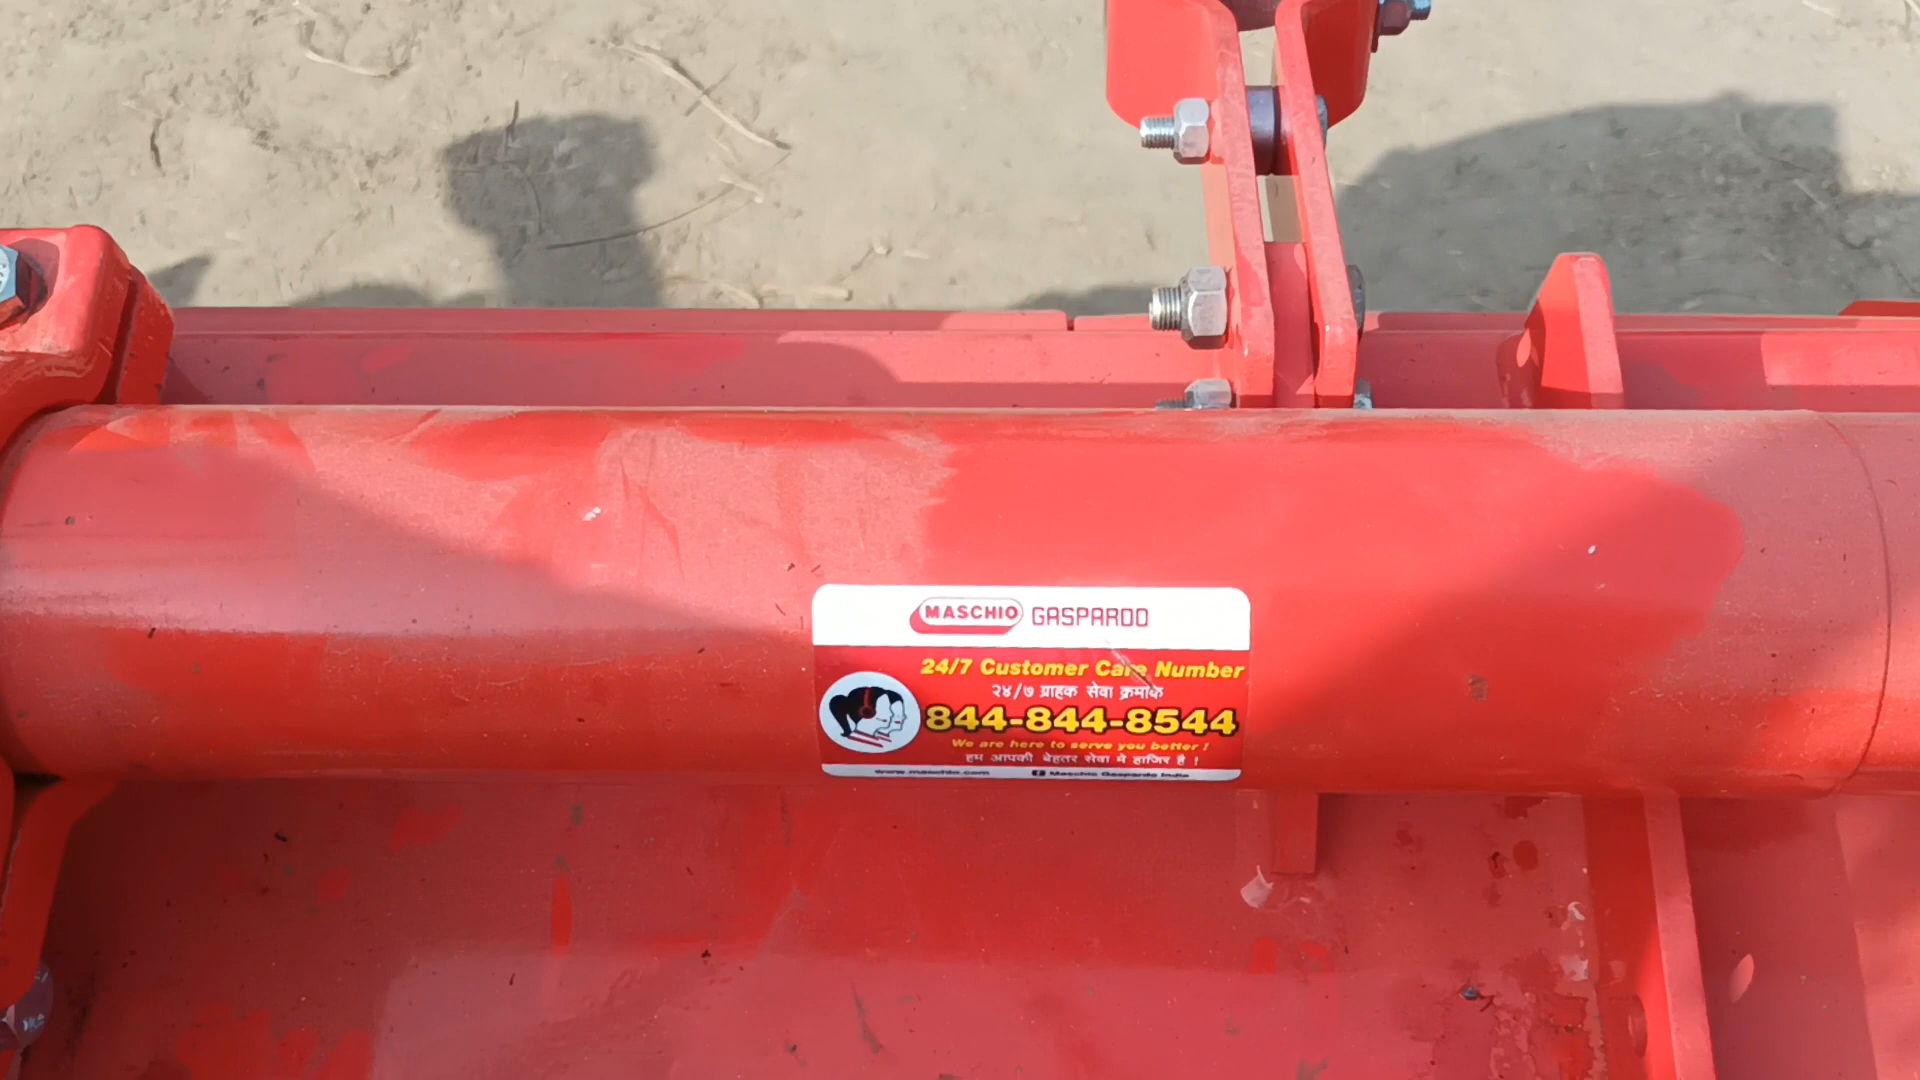 MASCHIO GASPARDO
24/7 Customer Care Number
२४/७ ग्राहक सेवा क्रमांक
844-844-8544
We are here to serve you better !
हम आपकी बेहतर सेवा मे हाजिर है !
www.maschio.com Maschio Gaspardo India